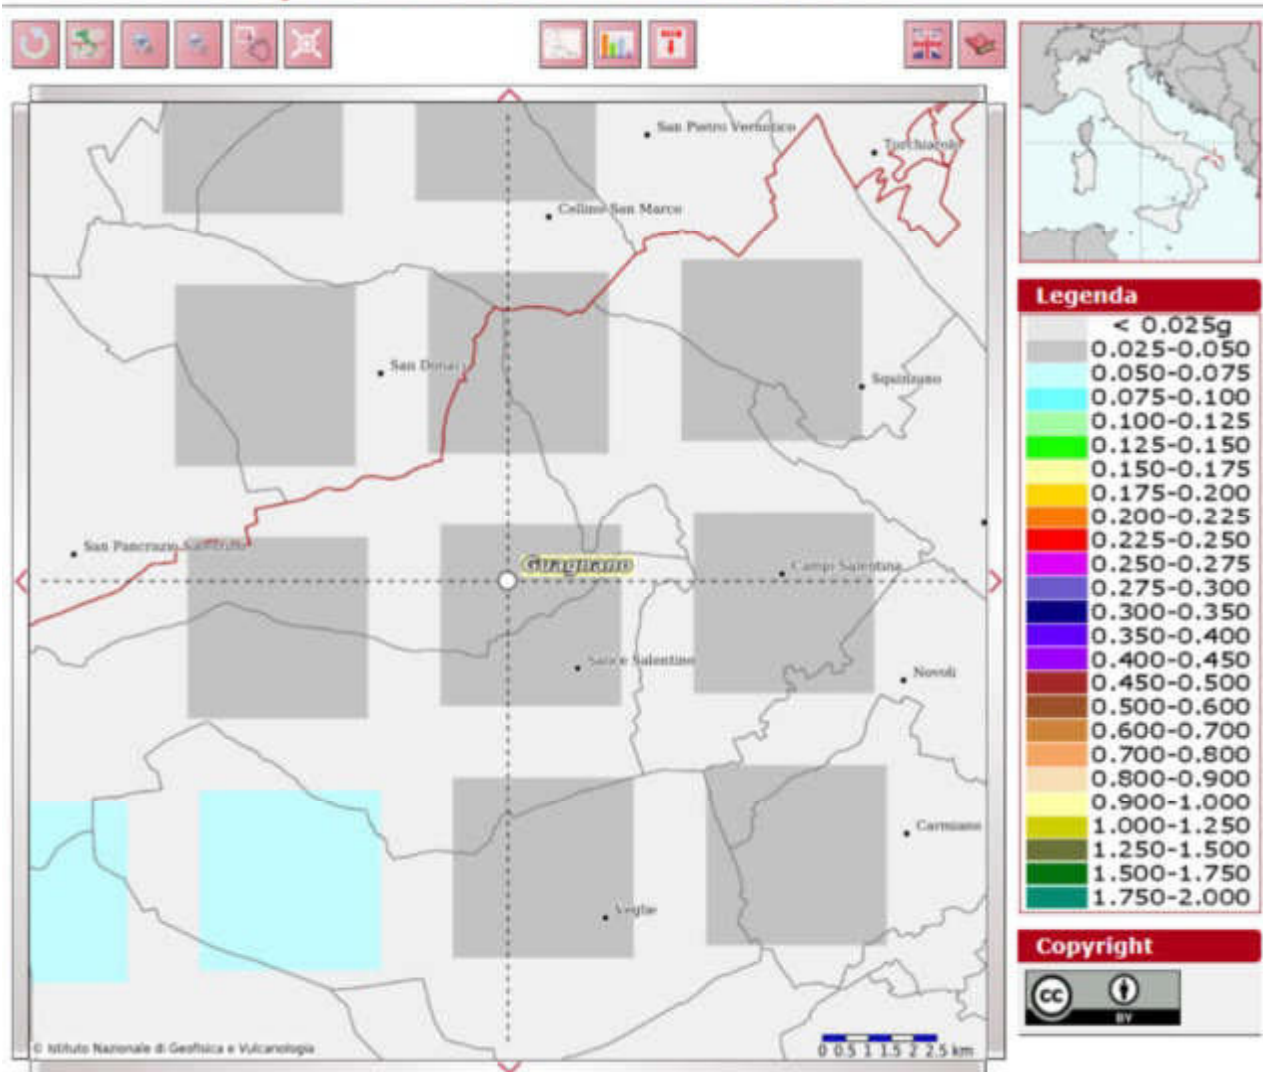 San Pietro Vernotico
Torchiarolo
Cellino San Marco
San Donaci
Squinzano
San Pancrazio Salentino
Guagnano
Campi Salentina
Salice Salentino
Novoli
Carmiano
Veglie
© Istituto Nazionale di Geofisica e Vulcanologia
0 0.5 1 1.5 2 2.5 km
Legenda
< 0.025g
0.025-0.050
0.050-0.075
0.075-0.100
0.100-0.125
0.125-0.150
0.150-0.175
0.175-0.200
0.200-0.225
0.225-0.250
0.250-0.275
0.275-0.300
0.300-0.350
0.350-0.400
0.400-0.450
0.450-0.500
0.500-0.600
0.600-0.700
0.700-0.800
0.800-0.900
0.900-1.000
1.000-1.250
1.250-1.500
1.500-1.750
1.750-2.000
Copyright
cc
BY